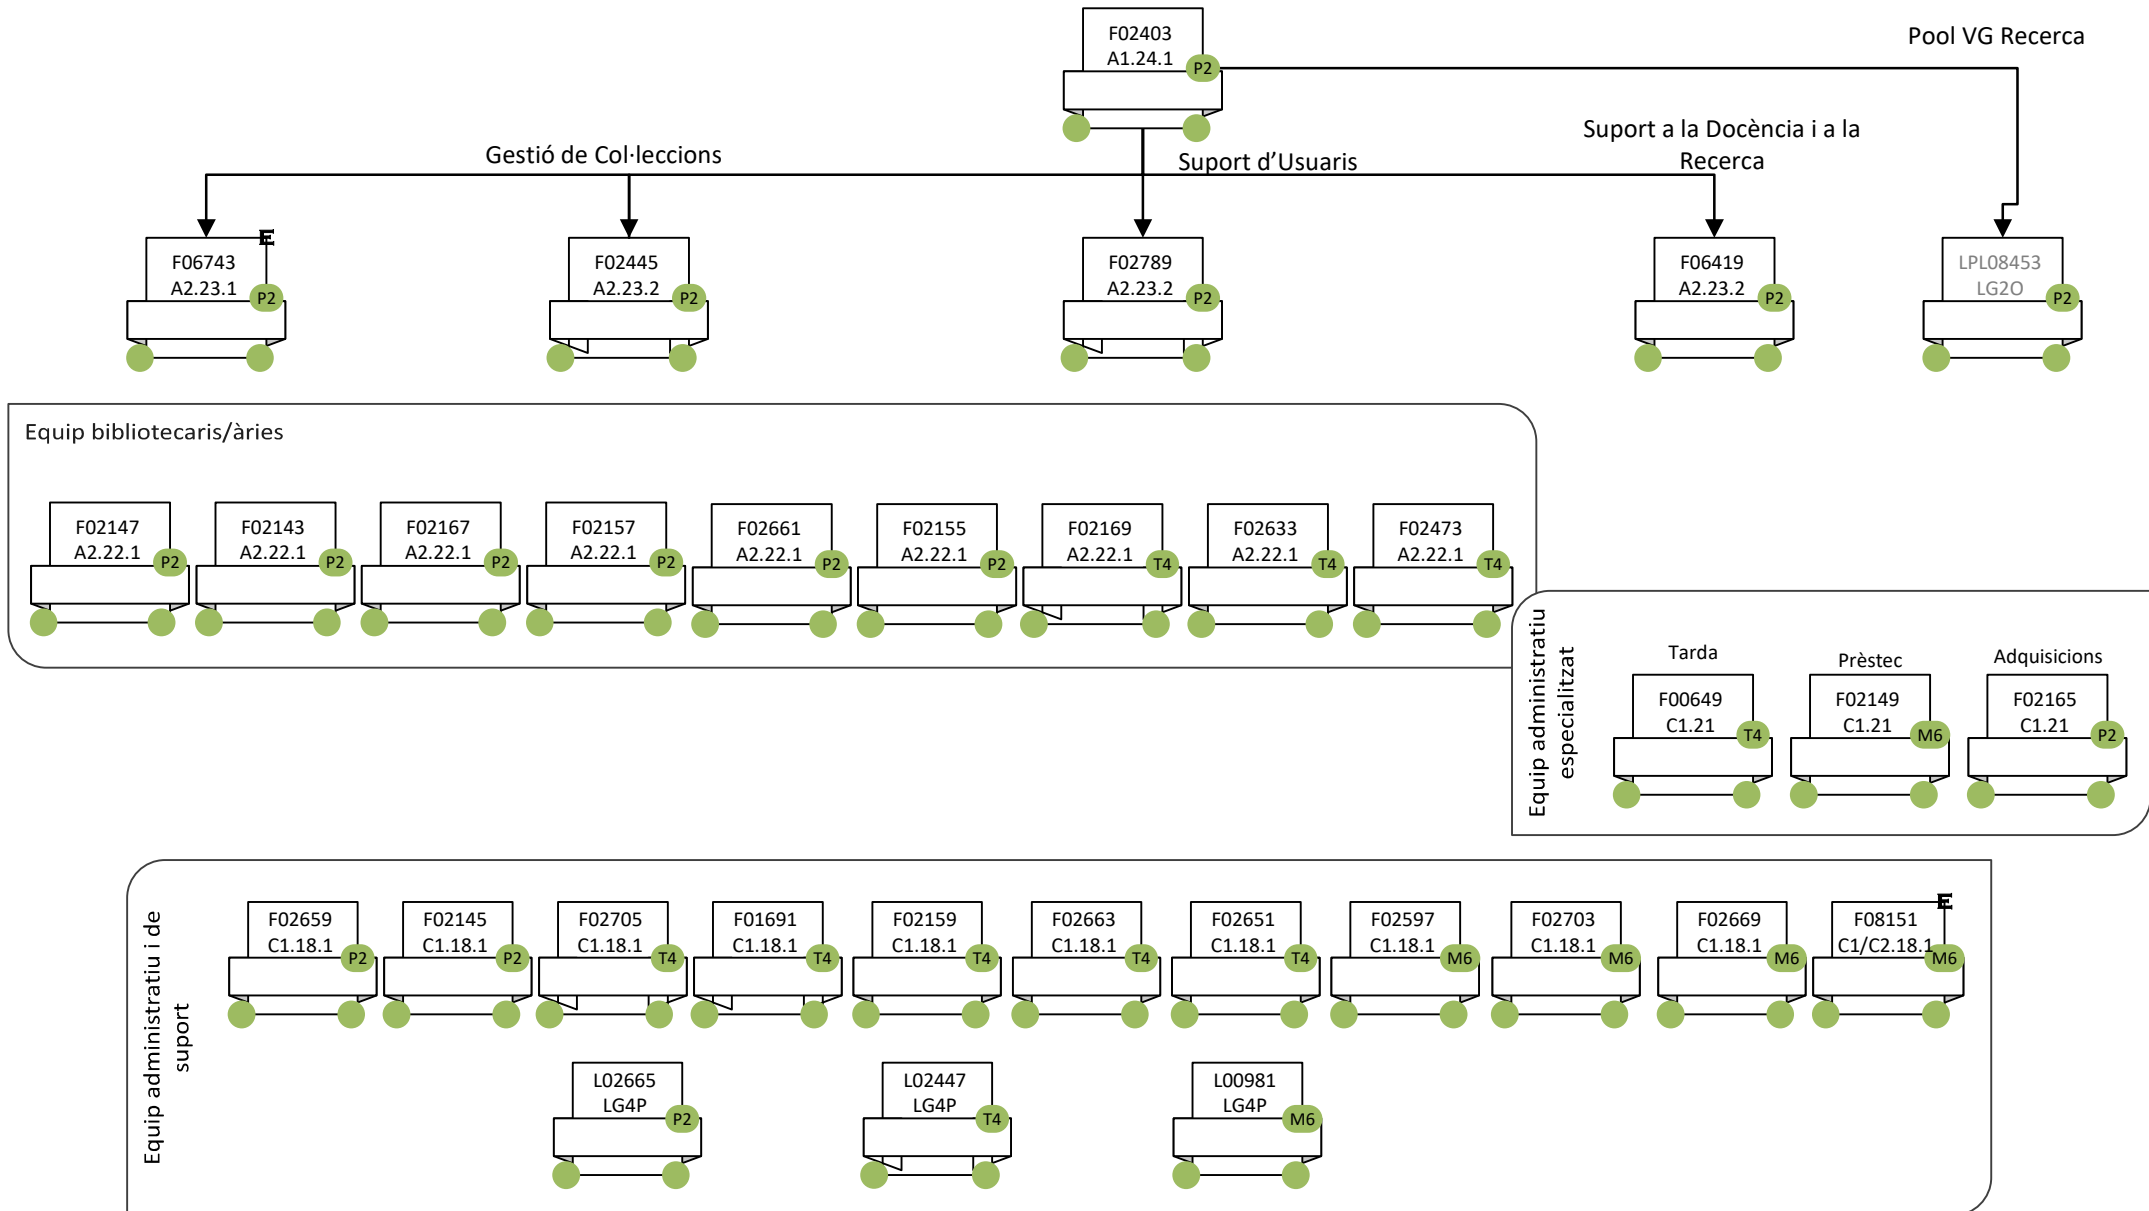 F02403
A1.24.1
P2
Pool VG Recerca
Gestió de Col·leccions
Suport d'Usuaris
Suport a la Docència i a la
Recerca
F06743
A2.23.1
P2
E
F02445
A2.23.2
P2
F02789
A2.23.2
P2
F06419
A2.23.2
P2
LPL08453
LG2O
P2
Equip bibliotecaris/àries
F02147
A2.22.1
P2
F02143
A2.22.1
P2
F02167
A2.22.1
P2
F02157
A2.22.1
P2
F02661
A2.22.1
P2
F02155
A2.22.1
P2
F02169
A2.22.1
T4
F02633
A2.22.1
T4
F02473
A2.22.1
T4
Equip administratiu
especialitzat
Tarda
F00649
C1.21
T4
Prèstec
F02149
C1.21
M6
Adquisicions
F02165
C1.21
P2
Equip administratiu i de
suport
F02659
C1.18.1
P2
F02145
C1.18.1
P2
F02705
C1.18.1
T4
F01691
C1.18.1
T4
F02159
C1.18.1
T4
F02663
C1.18.1
T4
F02651
C1.18.1
T4
F02597
C1.18.1
M6
F02703
C1.18.1
M6
F02669
C1.18.1
M6
F08151
C1/C2.18.1
M6
E
L02665
LG4P
P2
L02447
LG4P
T4
L00981
LG4P
M6